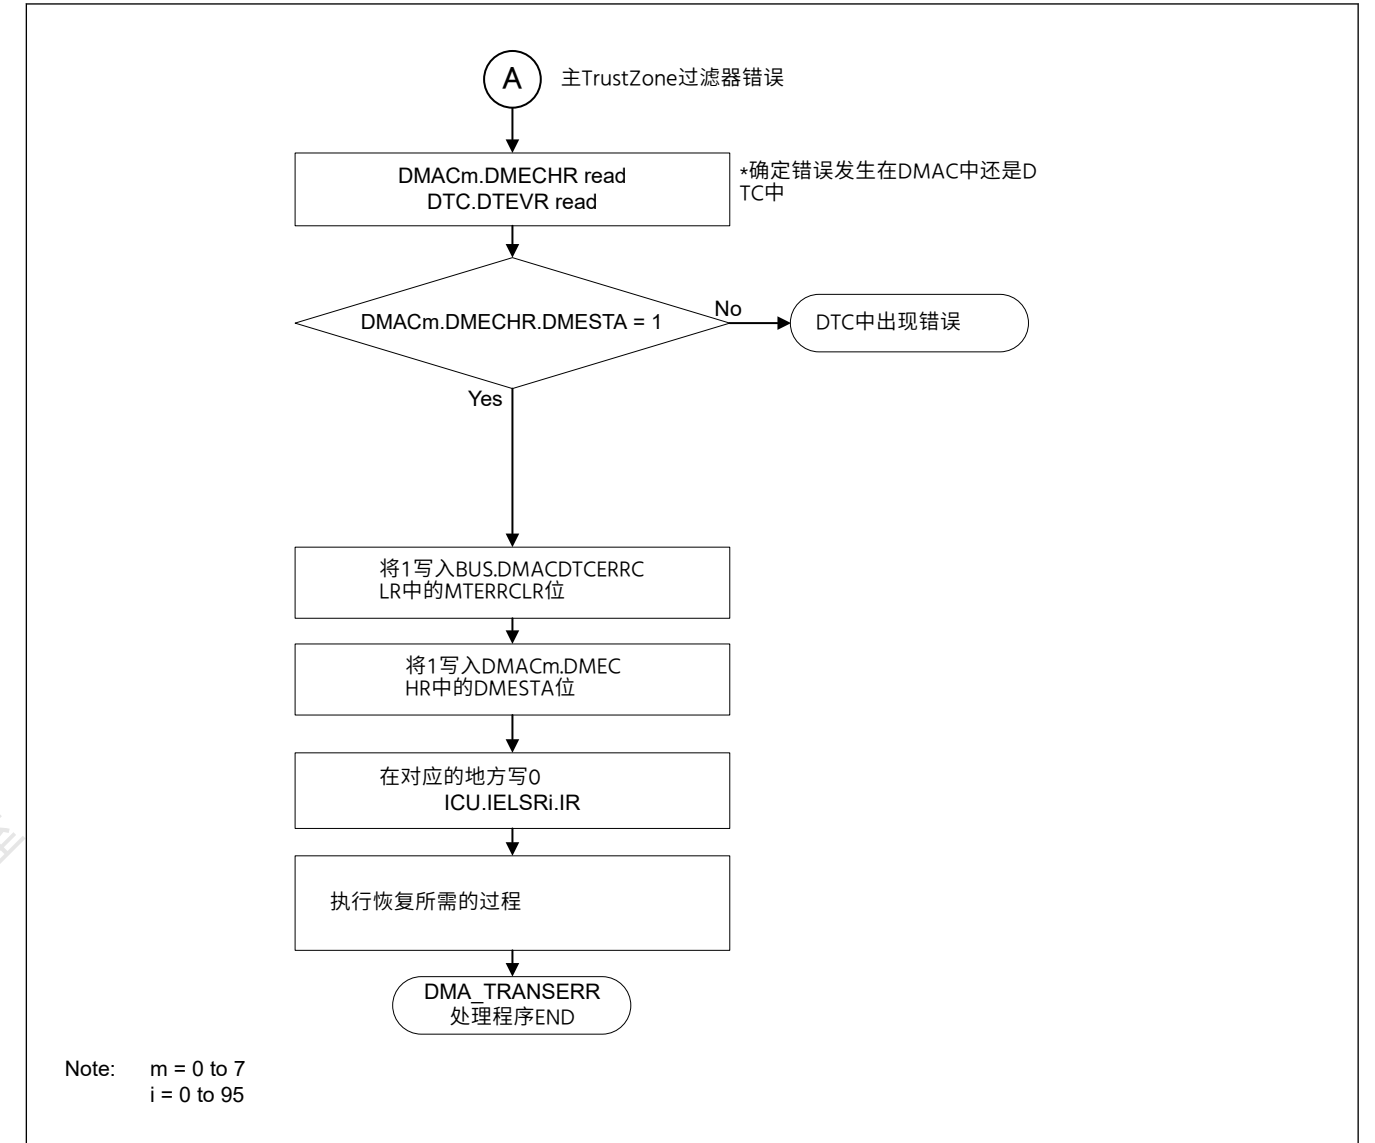 A
主TrustZone过滤器错误
DMACm.DMECHR read
DTC.DTEVR read
*确定错误发生在DMAC中还是D
TC中
DMACm.DMECHR.DMESTA = 1
No
DTC中出现错误
Yes
将1写入BUS.DMACDTCERRC
LR中的MTERRCLR位
将1写入DMACm.DMEC
HR中的DMESTA位
在对应的地方写0
ICU.IELSRi.IR
执行恢复所需的过程
DMA_TRANSERR
处理程序END
Note: m = 0 to 7
i = 0 to 95